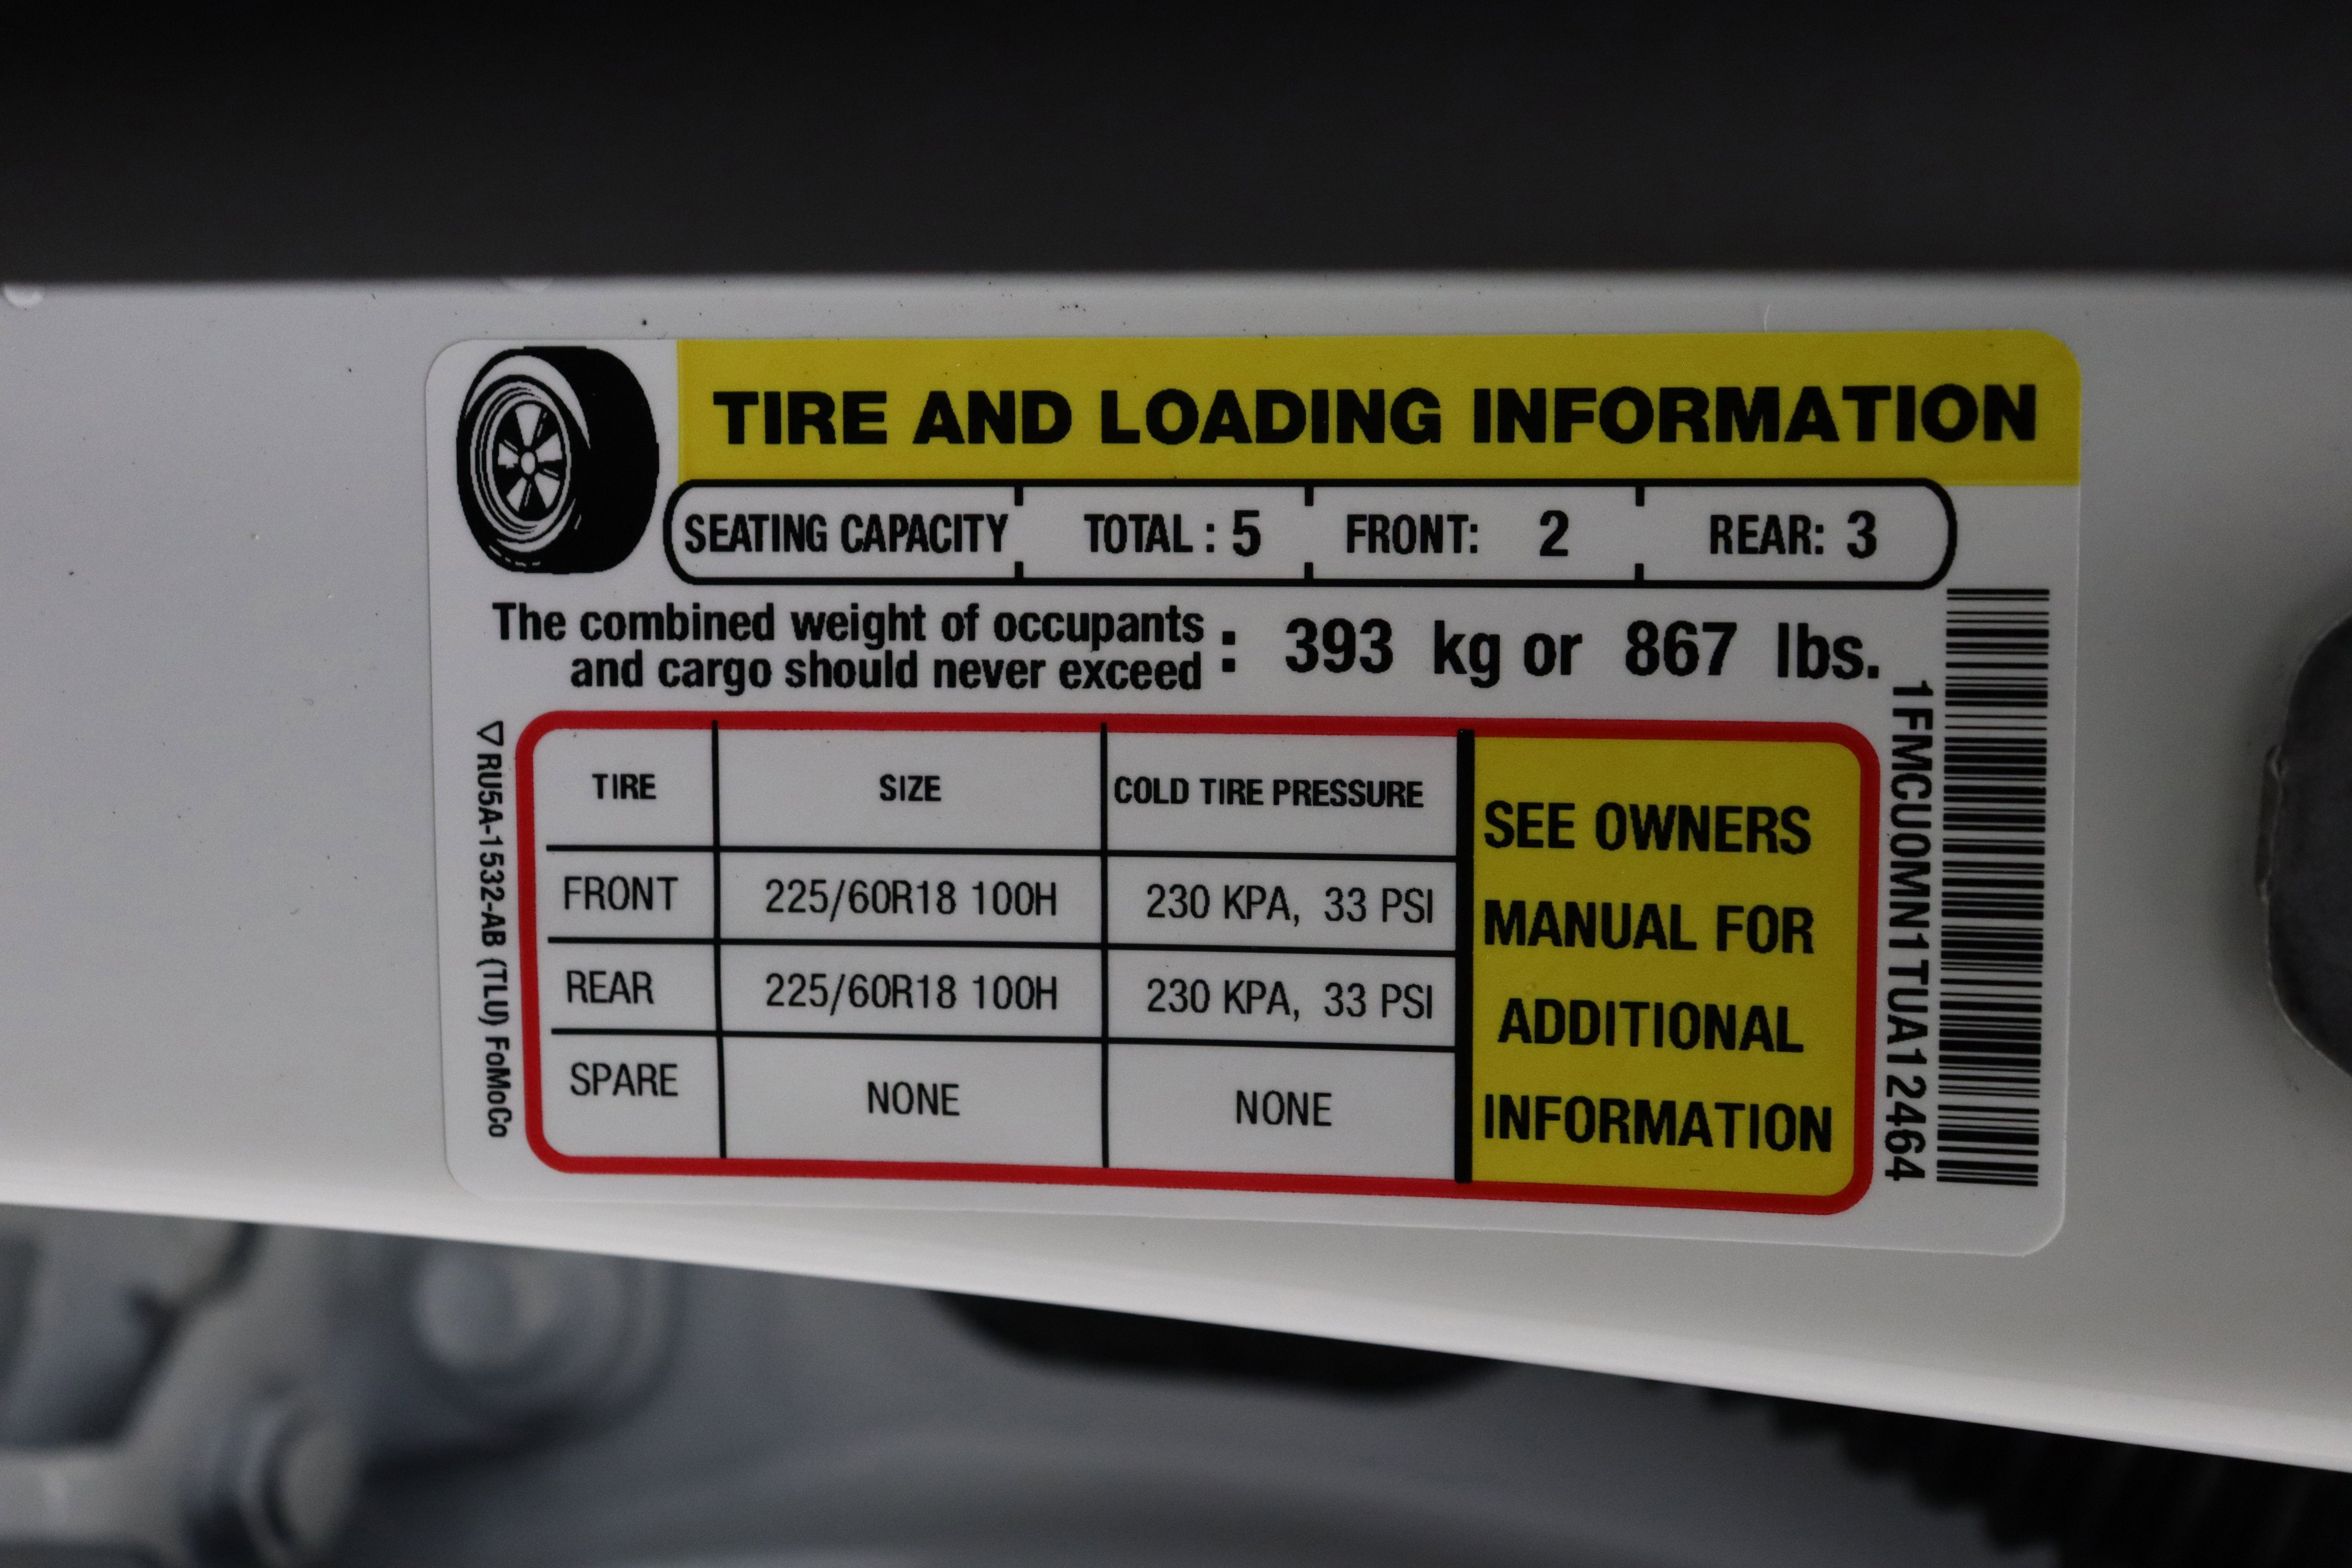 TIRE AND LOADING INFORMATION
SEATING CAPACITY TOTAL : 5 FRONT: 2 REAR: 3
The combined weight of occupants
and cargo should never exceed : 393 kg or 867 lbs.
TIRE SIZE COLD TIRE PRESSURE
FRONT 225/60R18 100H 230 KPA, 33 PSI
REAR 225/60R18 100H 230 KPA, 33 PSI
SPARE NONE NONE
SEE OWNERS
MANUAL FOR
ADDITIONAL
INFORMATION
RU5A-1532-AB (TLU) FoMoCo
1FMCU0MN1TUA12464